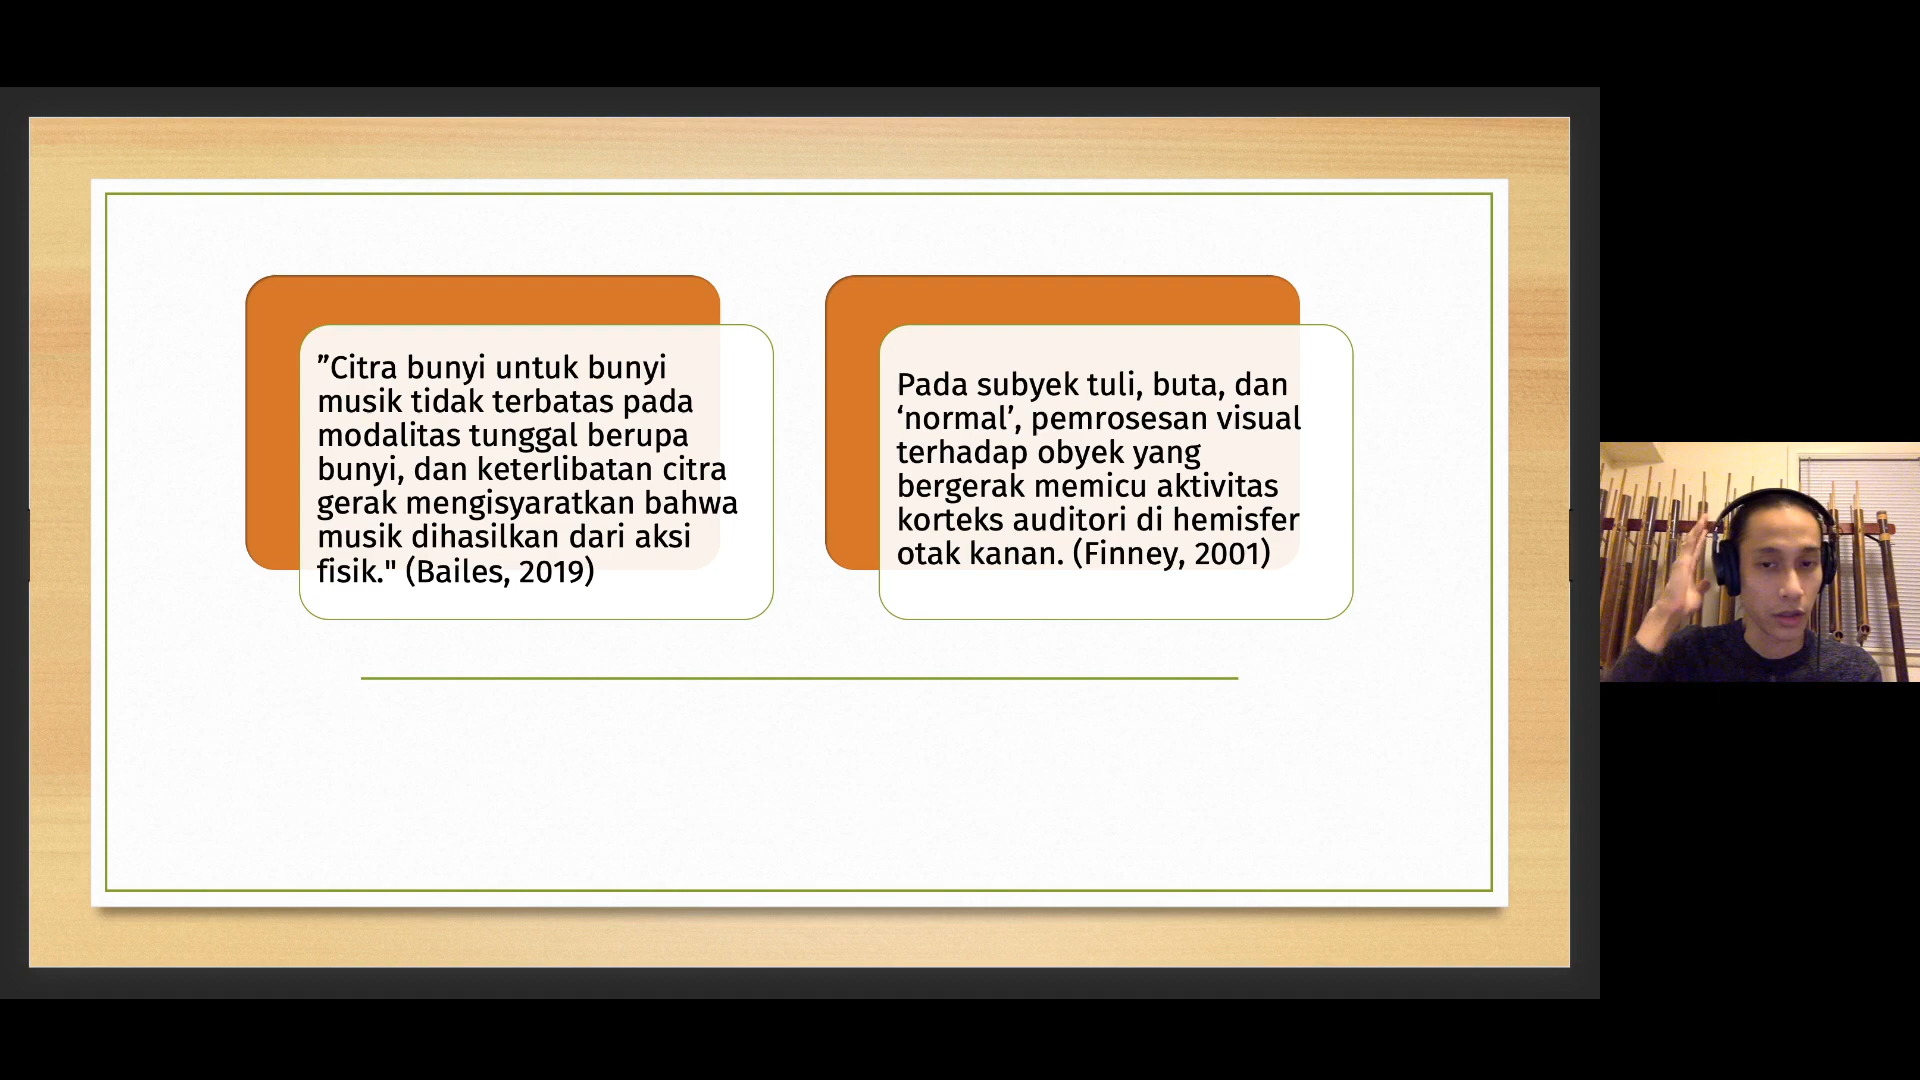 ”Citra bunyi untuk bunyi
musik tidak terbatas pada
modalitas tunggal berupa
bunyi, dan keterlibatan citra
gerak mengisyaratkan bahwa
musik dihasilkan dari aksi
fisik." (Bailes, 2019)
Pada subyek tuli, buta, dan
‘normal’, pemrosesan visual
terhadap obyek yang
bergerak memicu aktivitas
korteks auditori di hemisfer
otak kanan. (Finney, 2001)